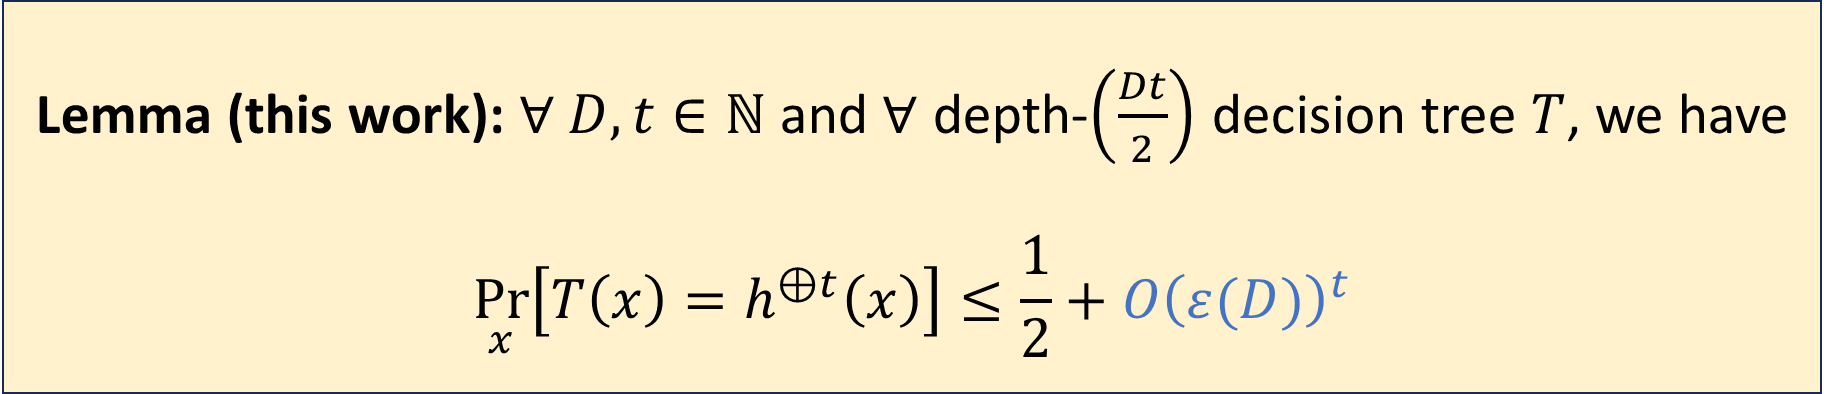 Lemma (this work): ∀ D, t ∈ ℕ and ∀ depth-(Dt/2) decision tree T, we have
Pr_x[T(x) = h^{⊕t}(x)] ≤ 1/2 + O(ε(D))^t